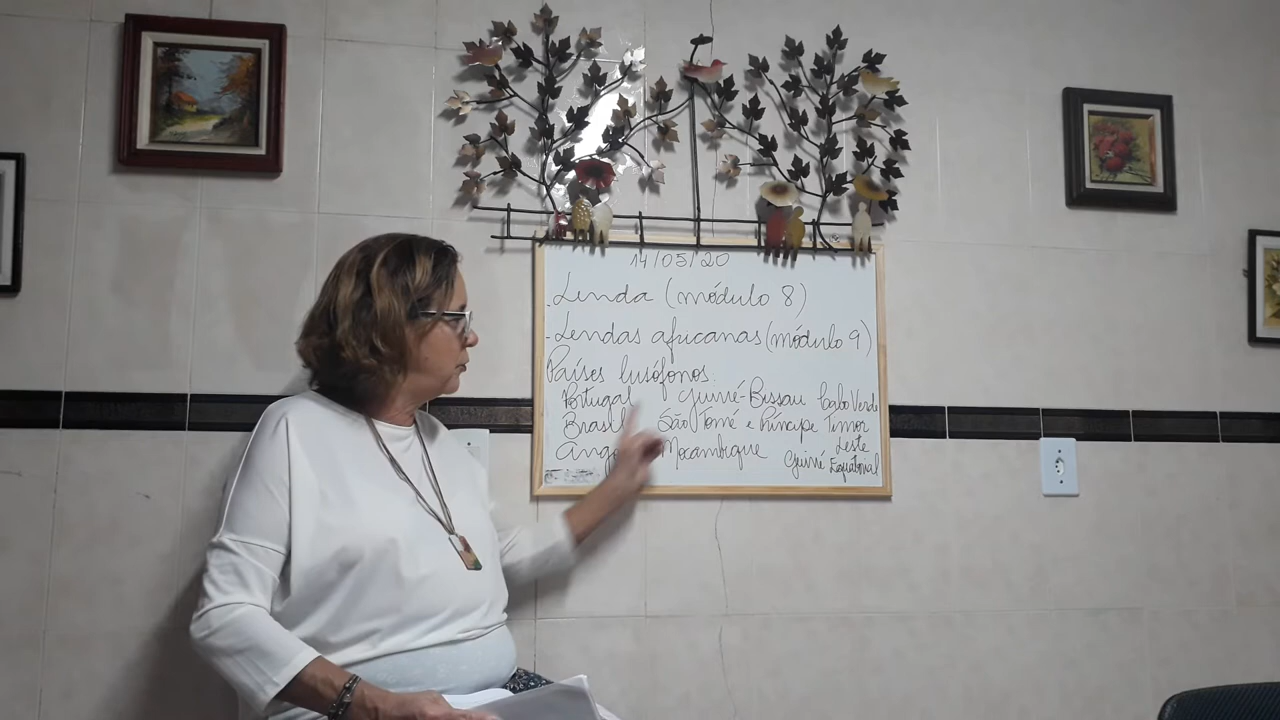 14/05/20
-Lenda (módulo 8)
-Lendas africanas (módulo 9)
Países lusófonos:
Portugal Guiné-Bissau Cabo Verde
Brasil São Tomé e Príncipe Timor
Ango Moçambique Leste
Guiné Equatorial